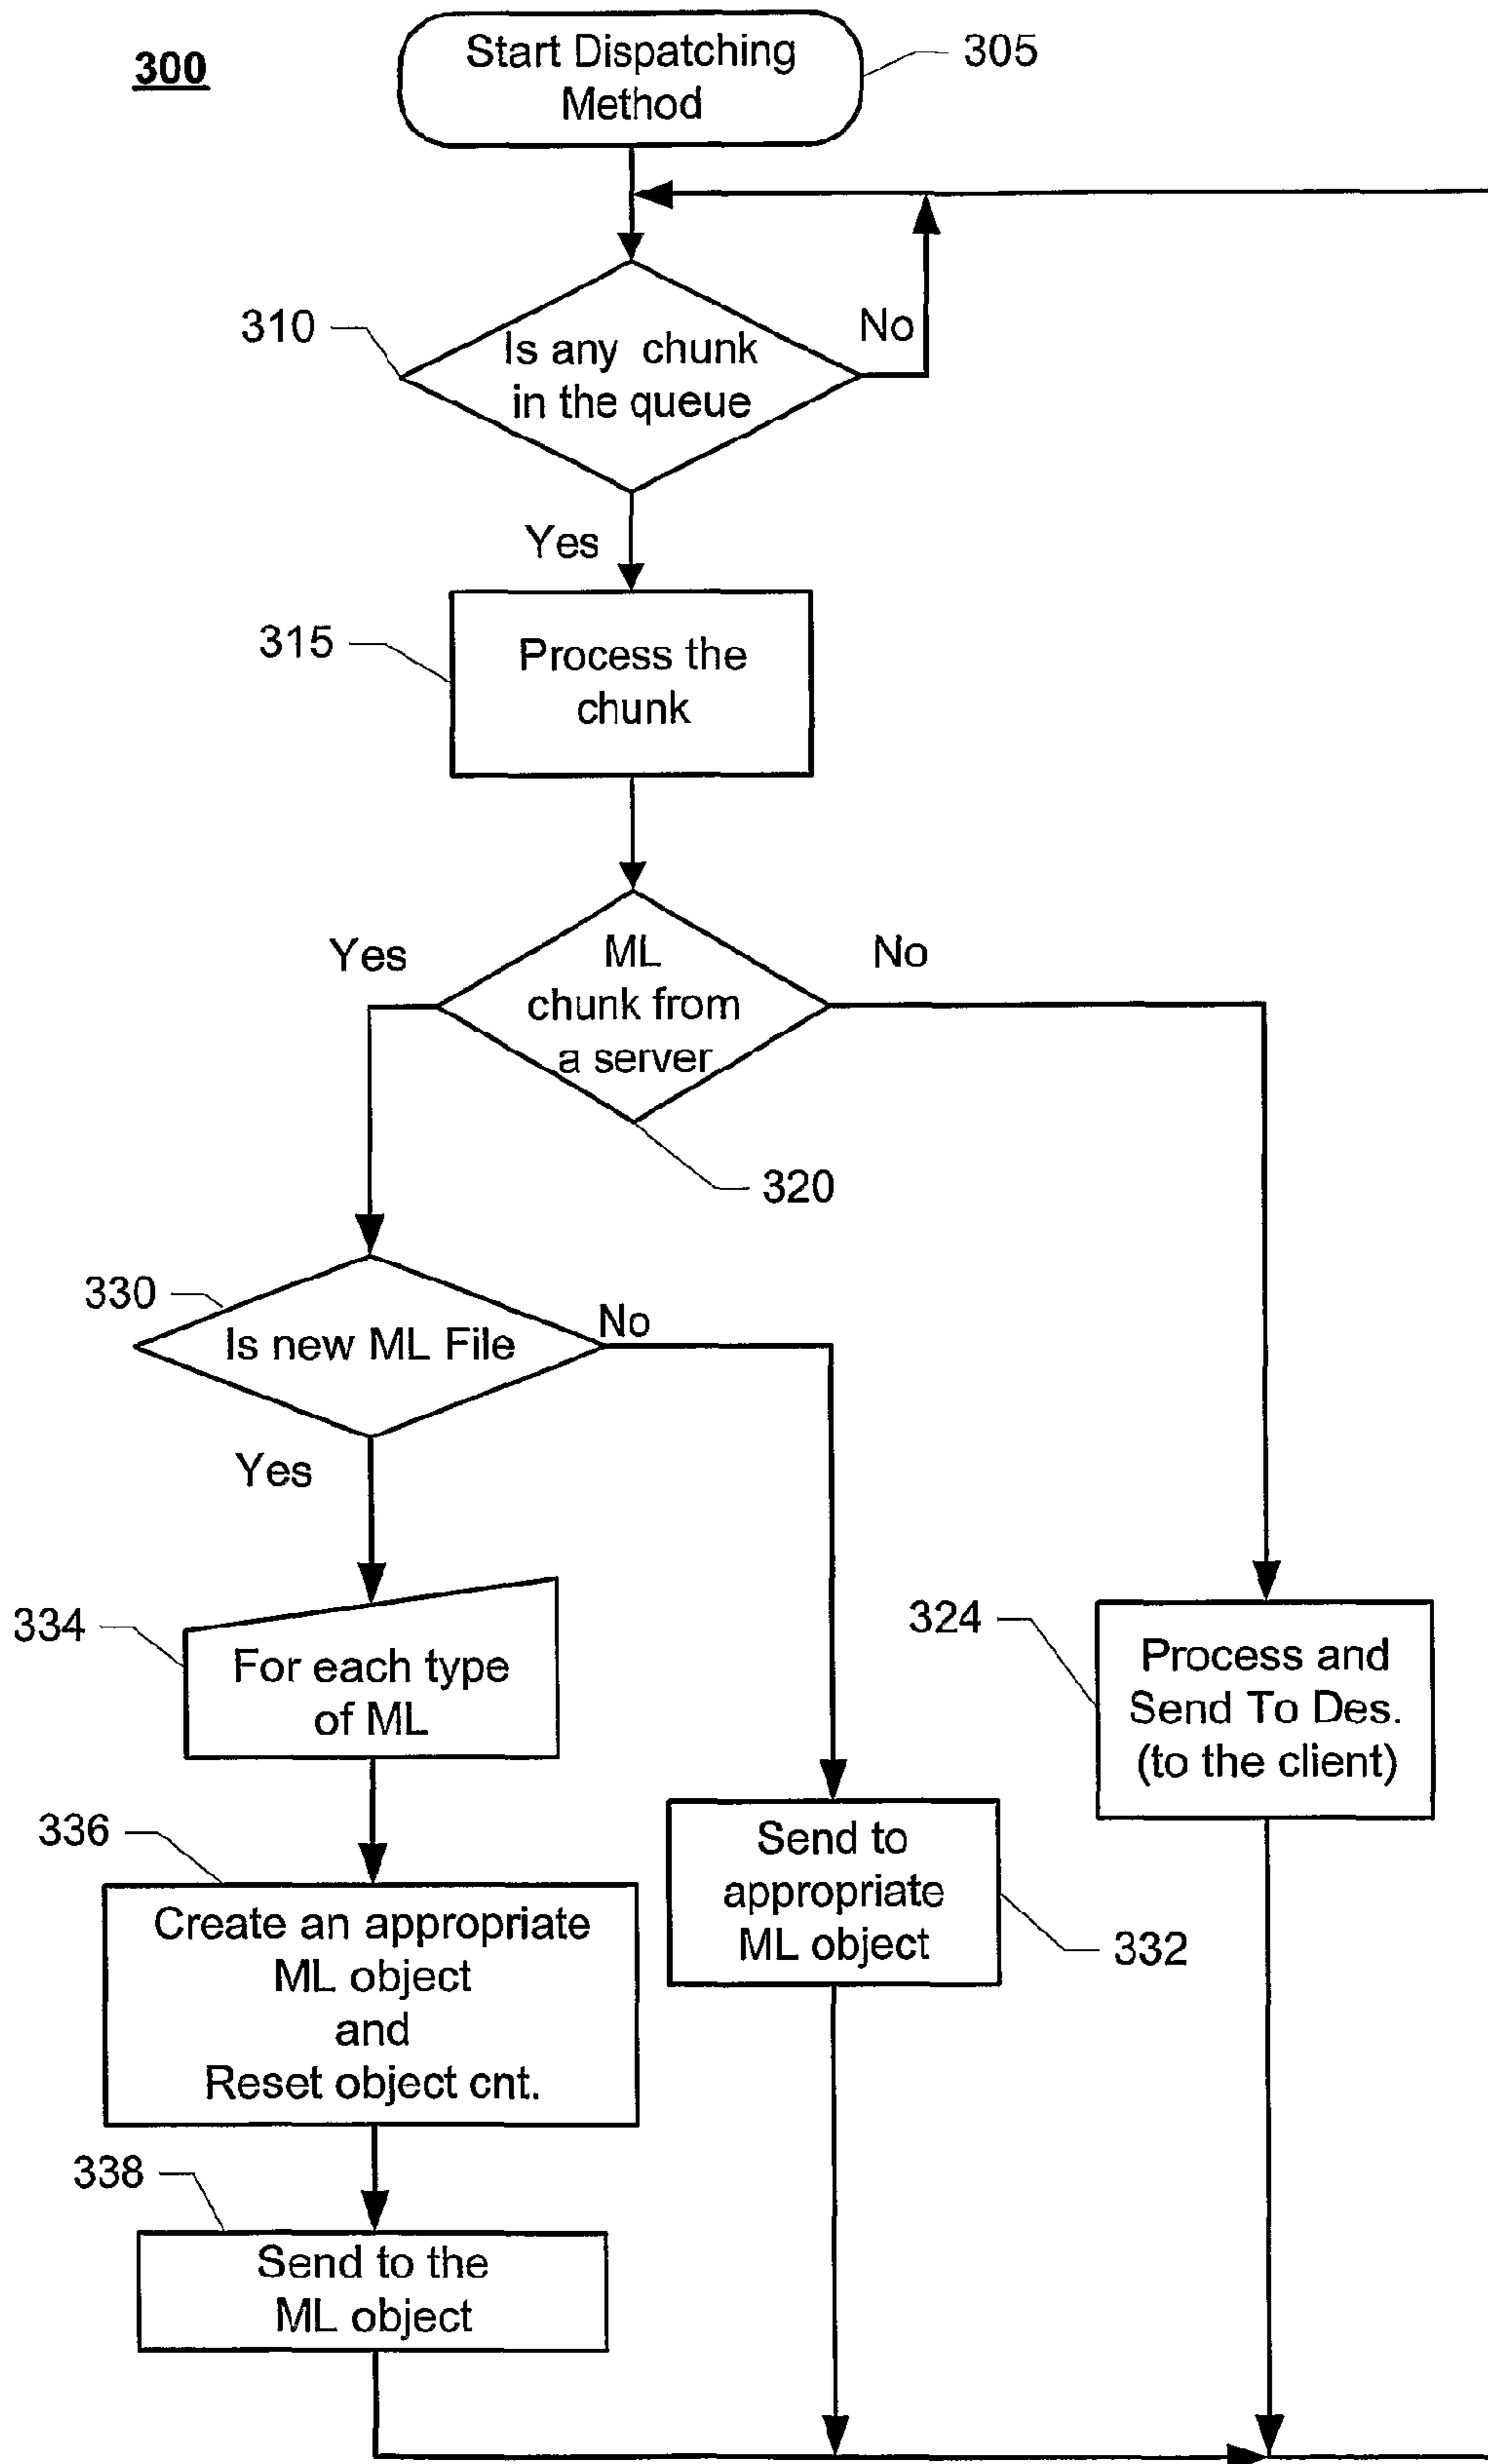 300
Start Dispatching
Method
305
310
Is any chunk
in the queue
No
Yes
315
Process the
chunk
Yes
ML
chunk from
a server
No
320
330
Is new ML File
No
Yes
334
For each type
of ML
324
Process and
Send To Des.
(to the client)
336
Create an appropriate
ML object
and
Reset object cnt.
Send to
appropriate
ML object
332
338
Send to the
ML object